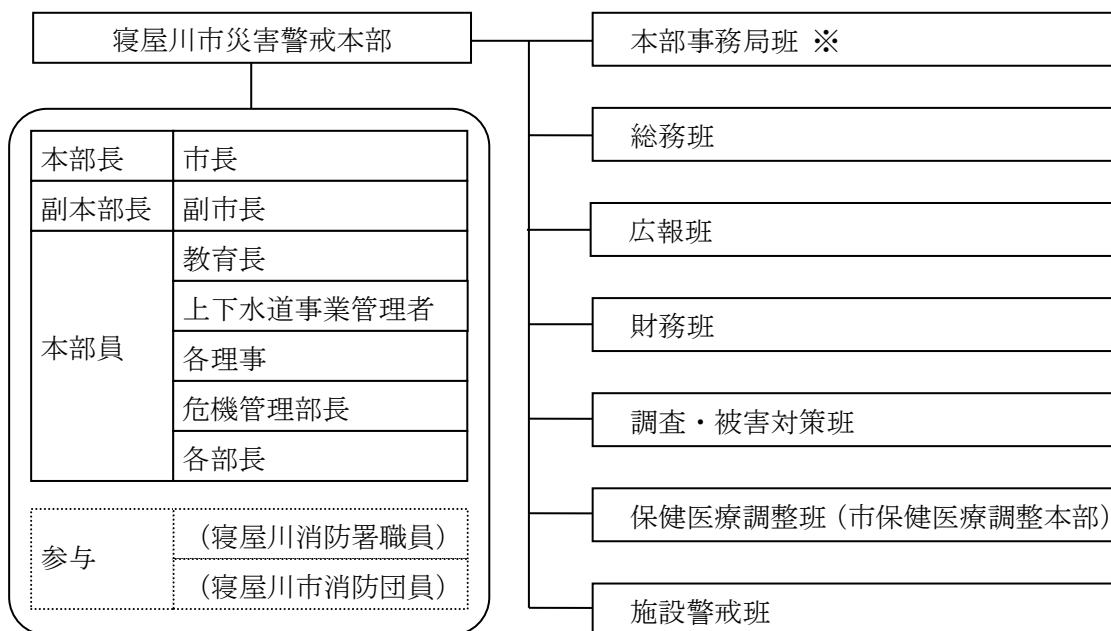 寝屋川市災害警戒本部
本部長 市長
副本部長 副市長
本部員
教育長
上下水道事業管理者
各理事
危機管理部長
各部長
参与
（寝屋川消防署職員）
（寝屋川市消防団員）
本部事務局班 ※
総務班
広報班
財務班
調査・被害対策班
保健医療調整班（市保健医療調整本部）
施設警戒班